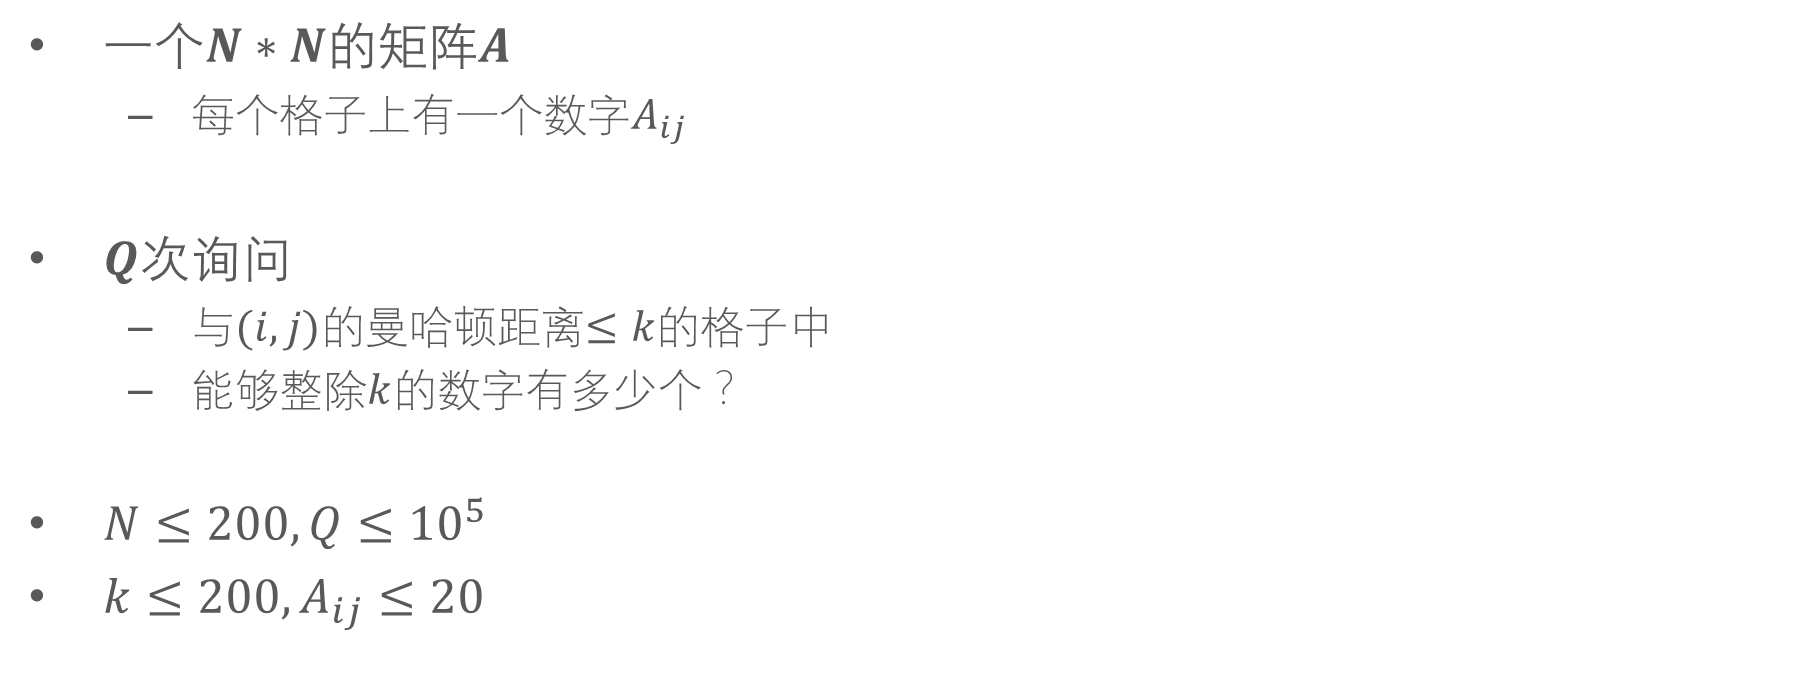 • 一个N ∗ N的矩阵A
– 每个格子上有一个数字A_{ij}
• Q次询问
– 与(i, j)的曼哈顿距离≤ k的格子中
– 能够整除k的数字有多少个？
• N ≤ 200, Q ≤ 10^5
• k ≤ 200, A_{ij} ≤ 20